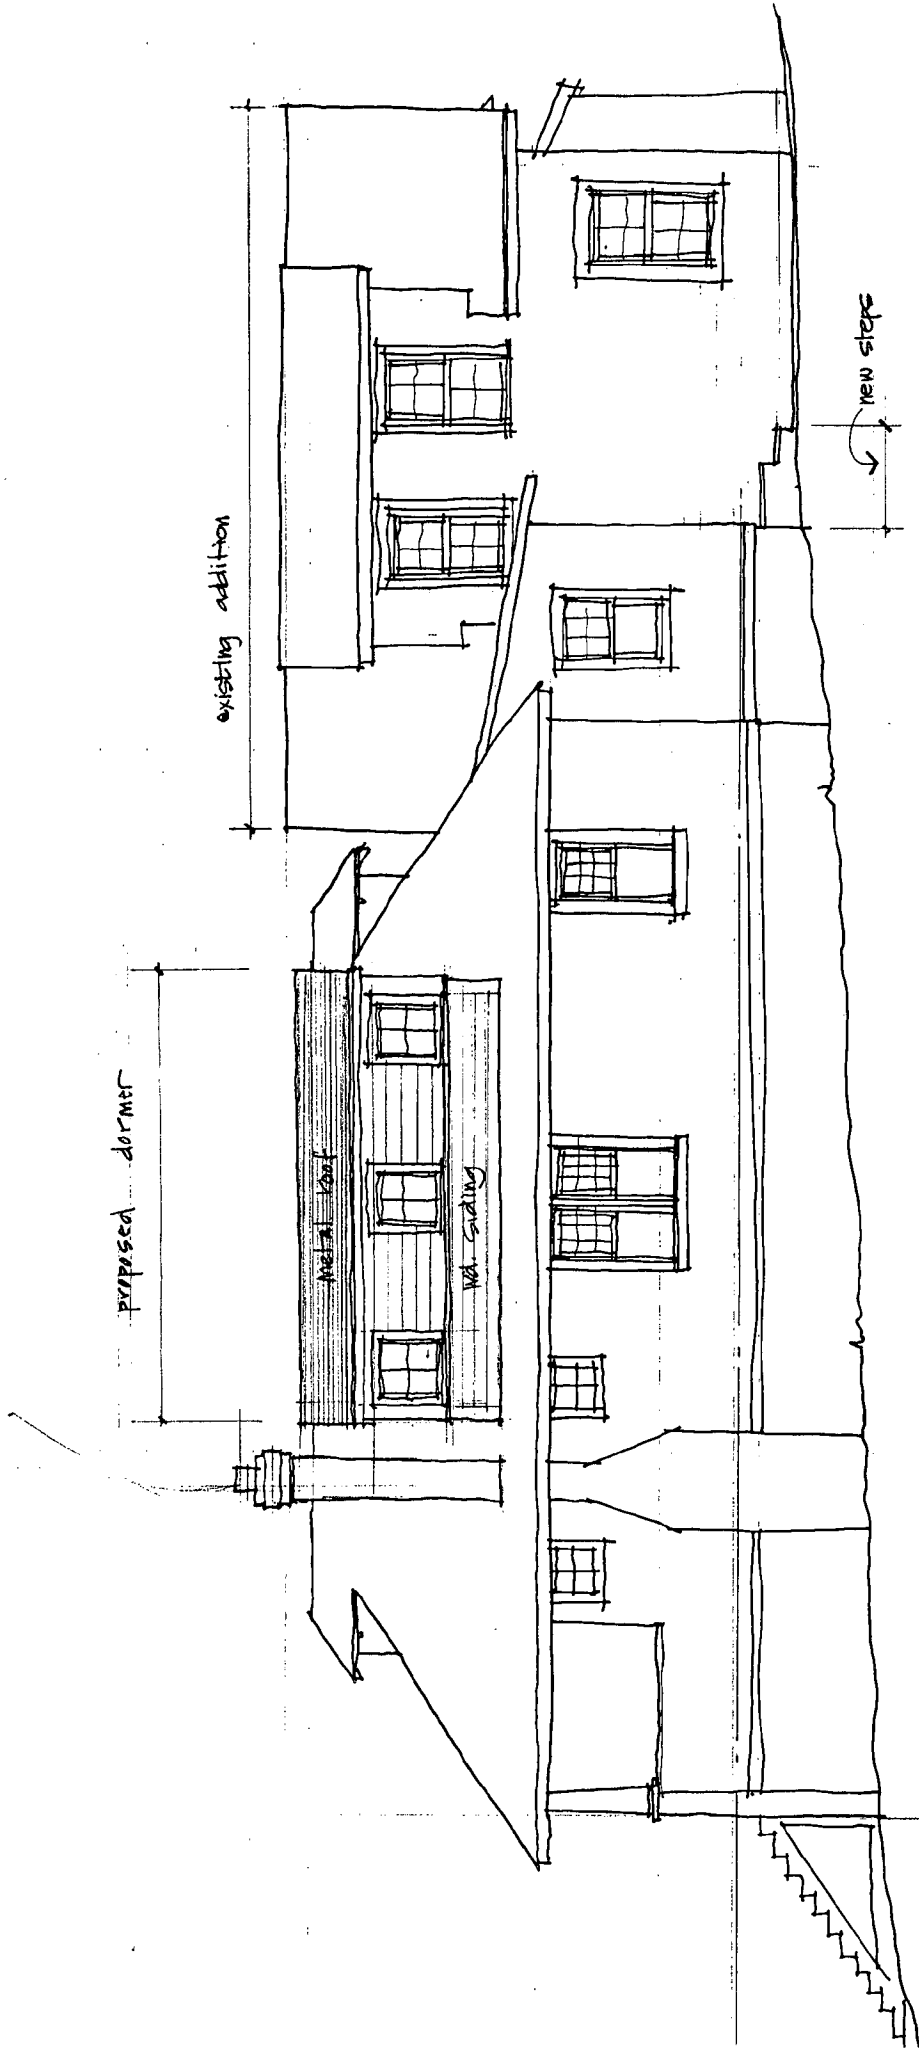 proposed dormer
existing addition
Metal roof
Wd. Siding
new steps